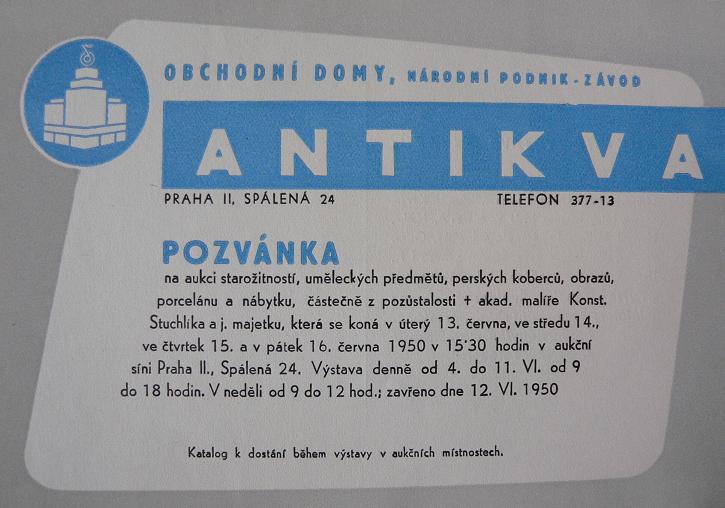 OBCHODNÍ DOMY, NÁRODNÍ PODNIK-ZÁVOD
ANTIKVA
PRAHA II, SPÁLENÁ 24 TELEFON 377-13
POZVÁNKA
na aukci starožitností, uměleckých předmětů, perských koberců, obrazů,
porcelánu a nábytku, částečně z pozůstalosti + akad. malíře Konst.
Stuchlíka a j. majetku, která se koná v úterý 13. června, ve středu 14.,
ve čtvrtek 15. a v pátek 16. června 1950 v 15˙30 hodin v aukční
síni Praha II., Spálená 24. Výstava denně od 4. do 11. VI. od 9
do 18 hodin. V neděli od 9 do 12 hod.; zavřeno dne 12. VI. 1950
Katalog k dostání během výstavy v aukčních místnostech.